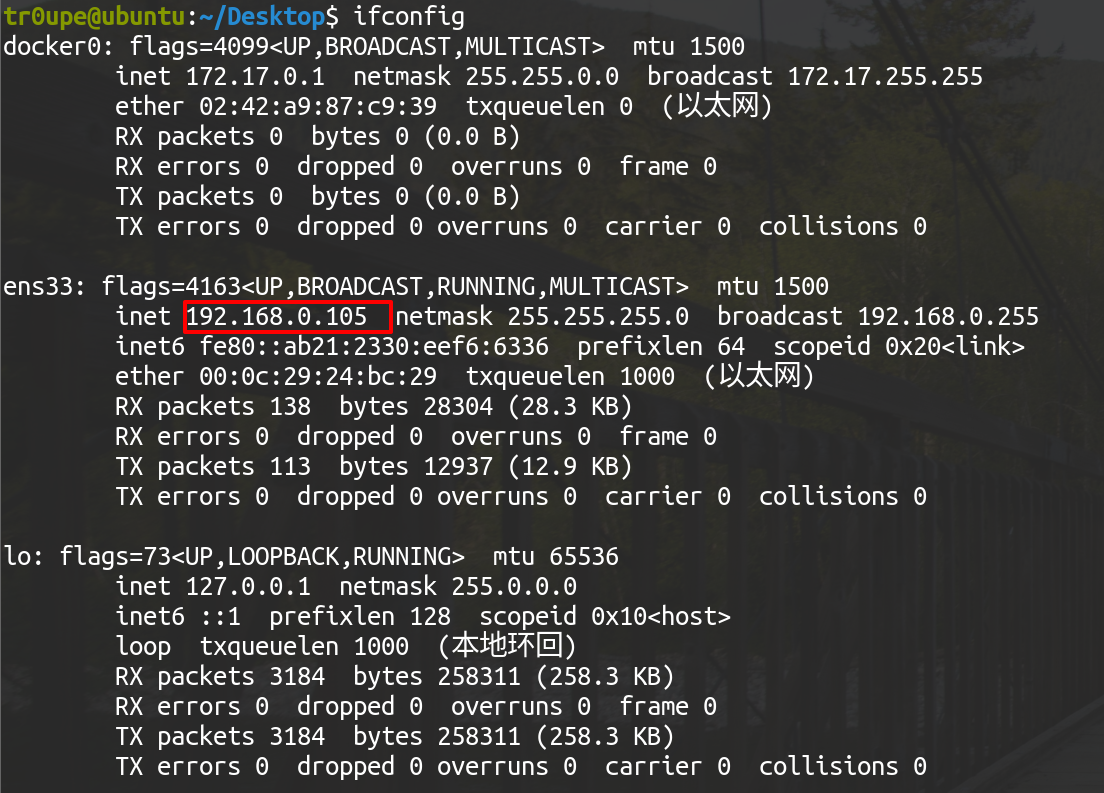 tr0upe@ubuntu:~/Desktop$ ifconfig
docker0: flags=4099<UP,BROADCAST,MULTICAST>  mtu 1500
        inet 172.17.0.1  netmask 255.255.0.0  broadcast 172.17.255.255
        ether 02:42:a9:87:c9:39  txqueuelen 0  (以太网)
        RX packets 0  bytes 0 (0.0 B)
        RX errors 0  dropped 0  overruns 0  frame 0
        TX packets 0  bytes 0 (0.0 B)
        TX errors 0  dropped 0 overruns 0  carrier 0  collisions 0

ens33: flags=4163<UP,BROADCAST,RUNNING,MULTICAST>  mtu 1500
        inet 192.168.0.105  netmask 255.255.255.0  broadcast 192.168.0.255
        inet6 fe80::ab21:2330:eef6:6336  prefixlen 64  scopeid 0x20<link>
        ether 00:0c:29:24:bc:29  txqueuelen 1000  (以太网)
        RX packets 138  bytes 28304 (28.3 KB)
        RX errors 0  dropped 0  overruns 0  frame 0
        TX packets 113  bytes 12937 (12.9 KB)
        TX errors 0  dropped 0 overruns 0  carrier 0  collisions 0

lo: flags=73<UP,LOOPBACK,RUNNING>  mtu 65536
        inet 127.0.0.1  netmask 255.0.0.0
        inet6 ::1  prefixlen 128  scopeid 0x10<host>
        loop  txqueuelen 1000  (本地环回)
        RX packets 3184  bytes 258311 (258.3 KB)
        RX errors 0  dropped 0  overruns 0  frame 0
        TX packets 3184  bytes 258311 (258.3 KB)
        TX errors 0  dropped 0 overruns 0  carrier 0  collisions 0